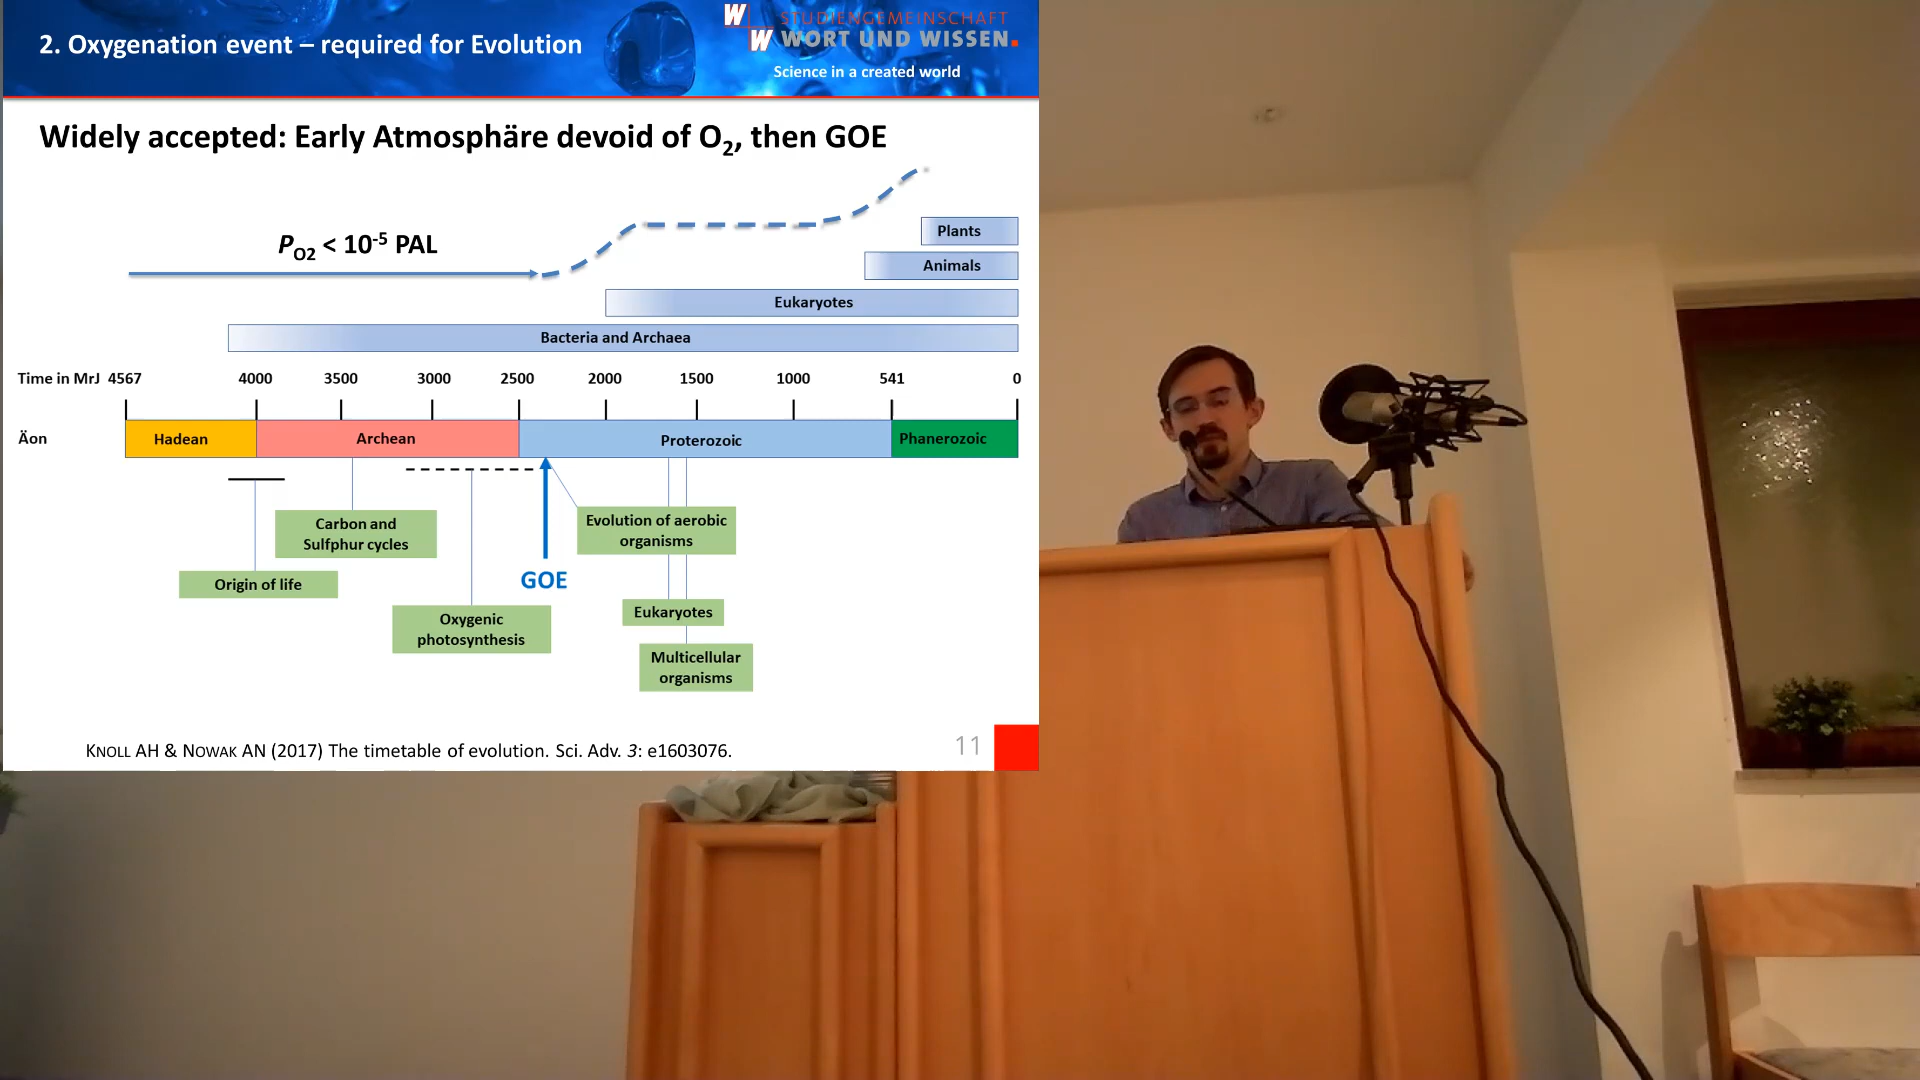 2. Oxygenation event – required for Evolution
W
W
STUDIENGEMEINSCHAFT
WORT UND WISSEN.
Science in a created world
Widely accepted: Early Atmosphäre devoid of O2, then GOE
PO2 < 10-5 PAL
Plants
Animals
Eukaryotes
Bacteria and Archaea
Time in MrJ 4567 4000 3500 3000 2500 2000 1500 1000 541 0
Äon Hadean Archean Proterozoic Phanerozoic
Carbon and
Sulfphur cycles
Evolution of aerobic
organisms
Origin of life
GOE
Oxygenic
photosynthesis
Eukaryotes
Multicellular
organisms
KNOLL AH & NOWAK AN (2017) The timetable of evolution. Sci. Adv. 3: e1603076.
11